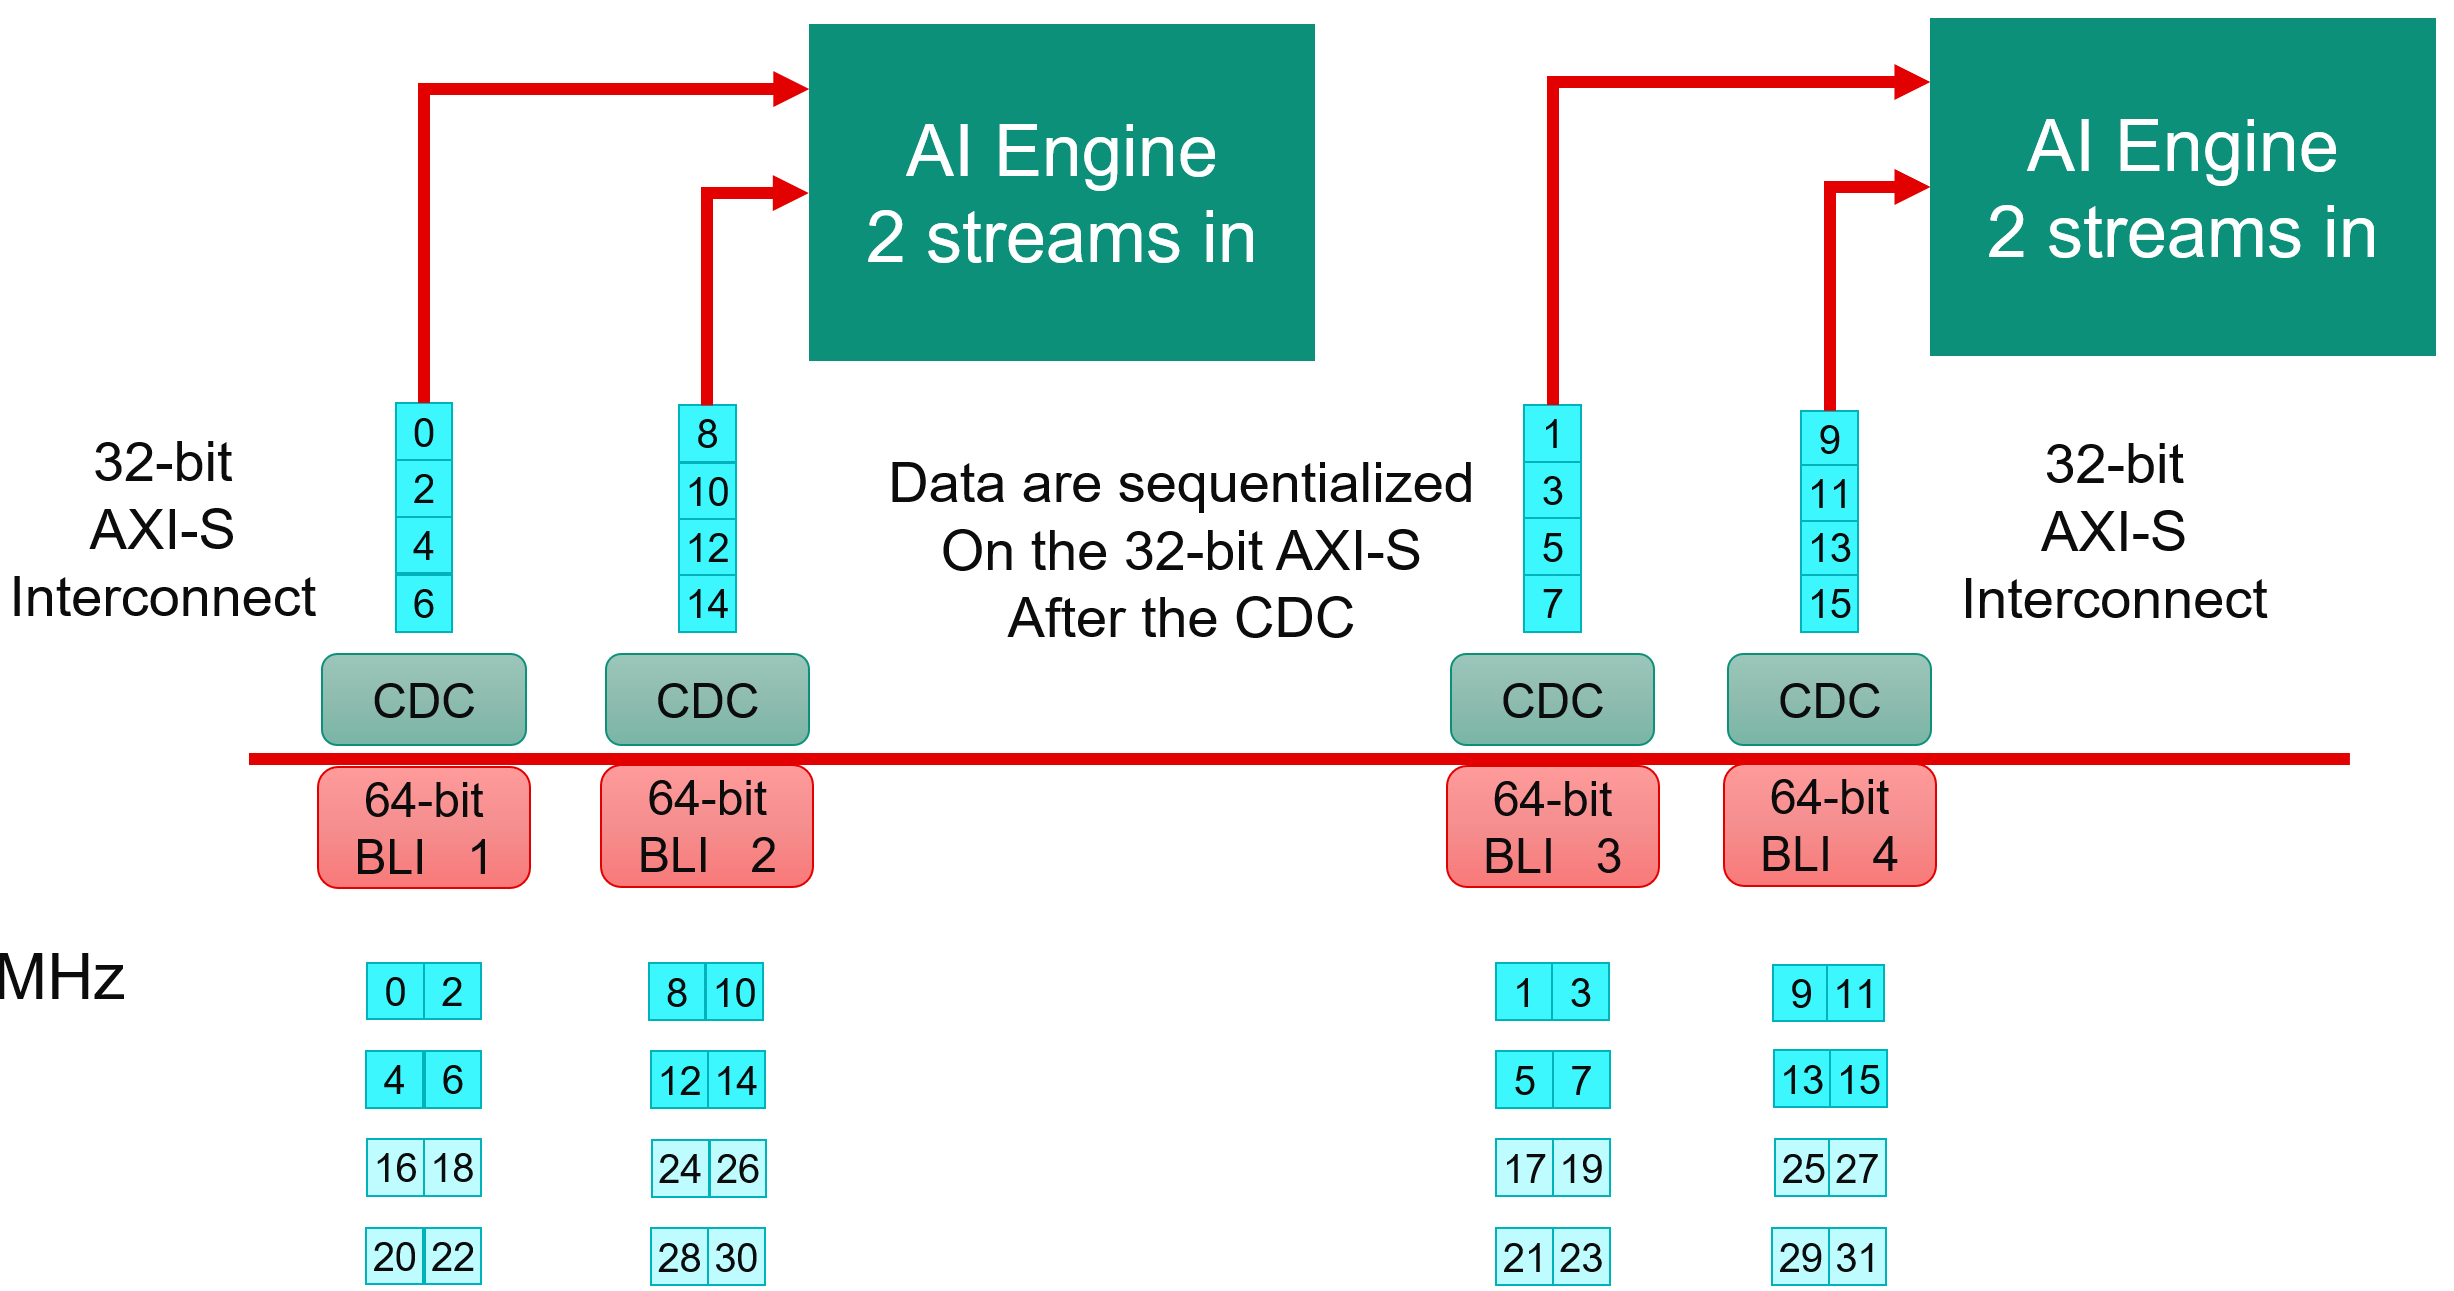 AI Engine
2 streams in
AI Engine
2 streams in
32-bit
AXI-S
Interconnect
0
2
4
6
8
10
12
14
Data are sequentialized
On the 32-bit AXI-S
After the CDC
1
3
5
7
9
11
13
15
32-bit
AXI-S
Interconnect
CDC
CDC
CDC
CDC
64-bit
BLI 1
64-bit
BLI 2
64-bit
BLI 3
64-bit
BLI 4
MHz
0 2
8 10
1 3
9 11
4 6
12 14
5 7
13 15
16 18
24 26
17 19
25 27
20 22
28 30
21 23
29 31